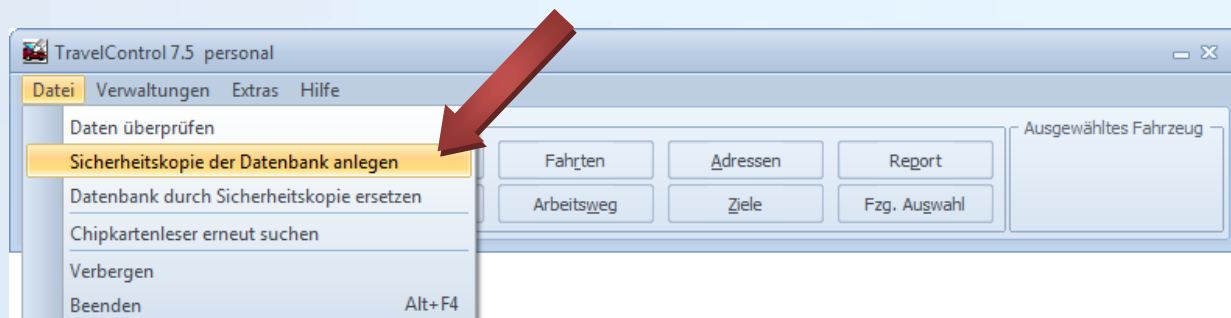 TravelControl 7.5 personal
Datei Verwaltungen Extras Hilfe
Daten überprüfen
Sicherheitskopie der Datenbank anlegen
Datenbank durch Sicherheitskopie ersetzen
Chipkartenleser erneut suchen
Verbergen
Beenden Alt+F4
Fahrten Adressen Report
Arbeitsweg Ziele Fzg. Auswahl
Ausgewähltes Fahrzeug